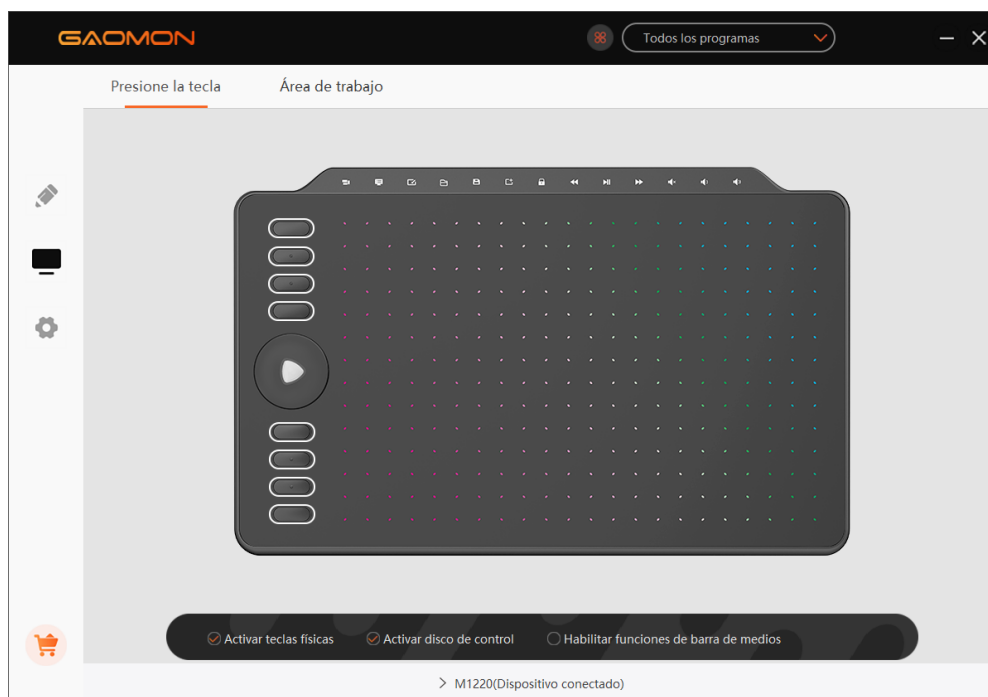 GAOMON
Todos los programas
Presione la tecla
Área de trabajo
Activar teclas físicas
Activar disco de control
Habilitar funciones de barra de medios
M1220(Dispositivo conectado)